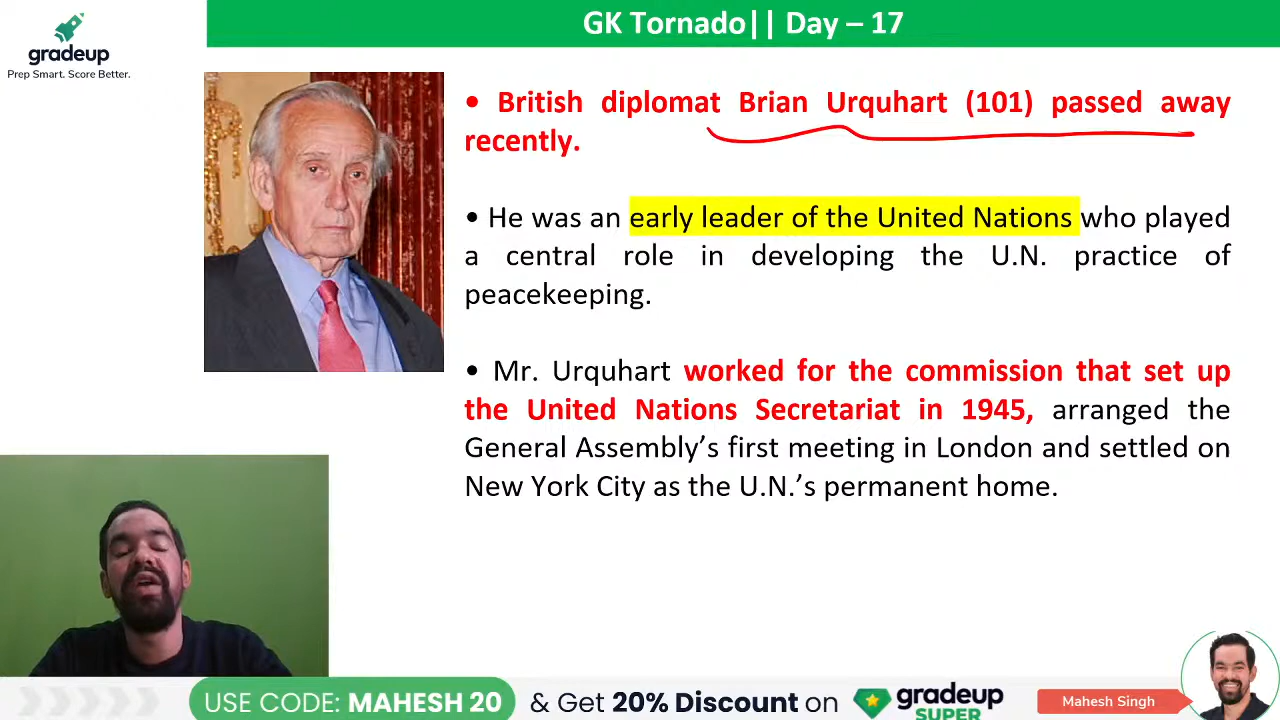 GK Tornado|| Day – 17
gradeup
Prep Smart. Score Better.
• British diplomat Brian Urquhart (101) passed away
recently.
• He was an early leader of the United Nations who played
a central role in developing the U.N. practice of
peacekeeping.
• Mr. Urquhart worked for the commission that set up
the United Nations Secretariat in 1945, arranged the
General Assembly’s first meeting in London and settled on
New York City as the U.N.’s permanent home.
USE CODE: MAHESH 20 & Get 20% Discount on gradeup
SUPER
Mahesh Singh